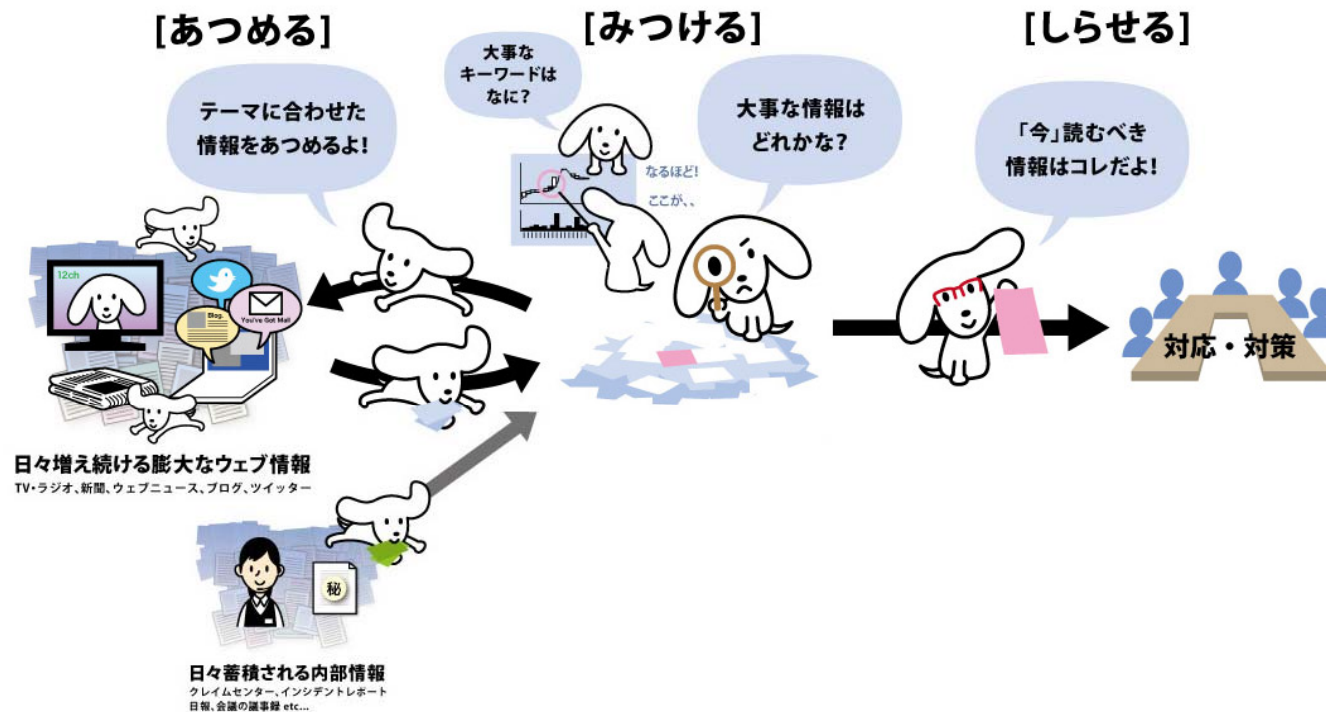 [あつめる]
テーマに合わせた
情報をあつめるよ!
12ch
Blog.
You've Got Mail
日々増え続ける膨大なウェブ情報
TV・ラジオ、新聞、ウェブニュース、ブログ、ツイッター
秘
日々蓄積される内部情報
クレイムセンター、インシデントレポート
日報、会議の議事録 etc...
[みつける]
大事な
キーワードは
なに?
なるほど!
ここが、、
大事な情報は
どれかな?
[しらせる]
「今」読むべき
情報はコレだよ!
対応・対策